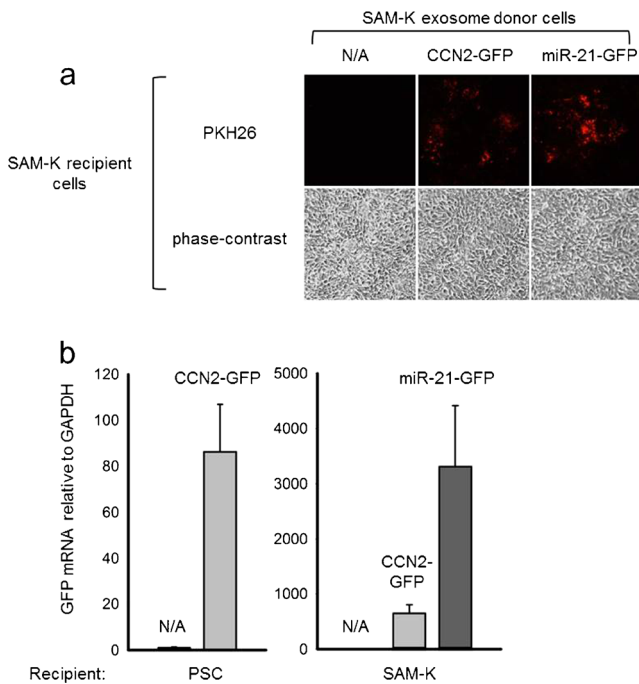 SAM-K exosome donor cells
N/A CCN2-GFP miR-21-GFP
a
PKH26
SAM-K recipient
cells
phase-contrast
b
GFP mRNA relative to GAPDH
120
100
80
60
40
20
0
CCN2-GFP
N/A
5000
4000
3000
2000
1000
0
miR-21-GFP
CCN2-
GFP
N/A
Recipient: PSC SAM-K